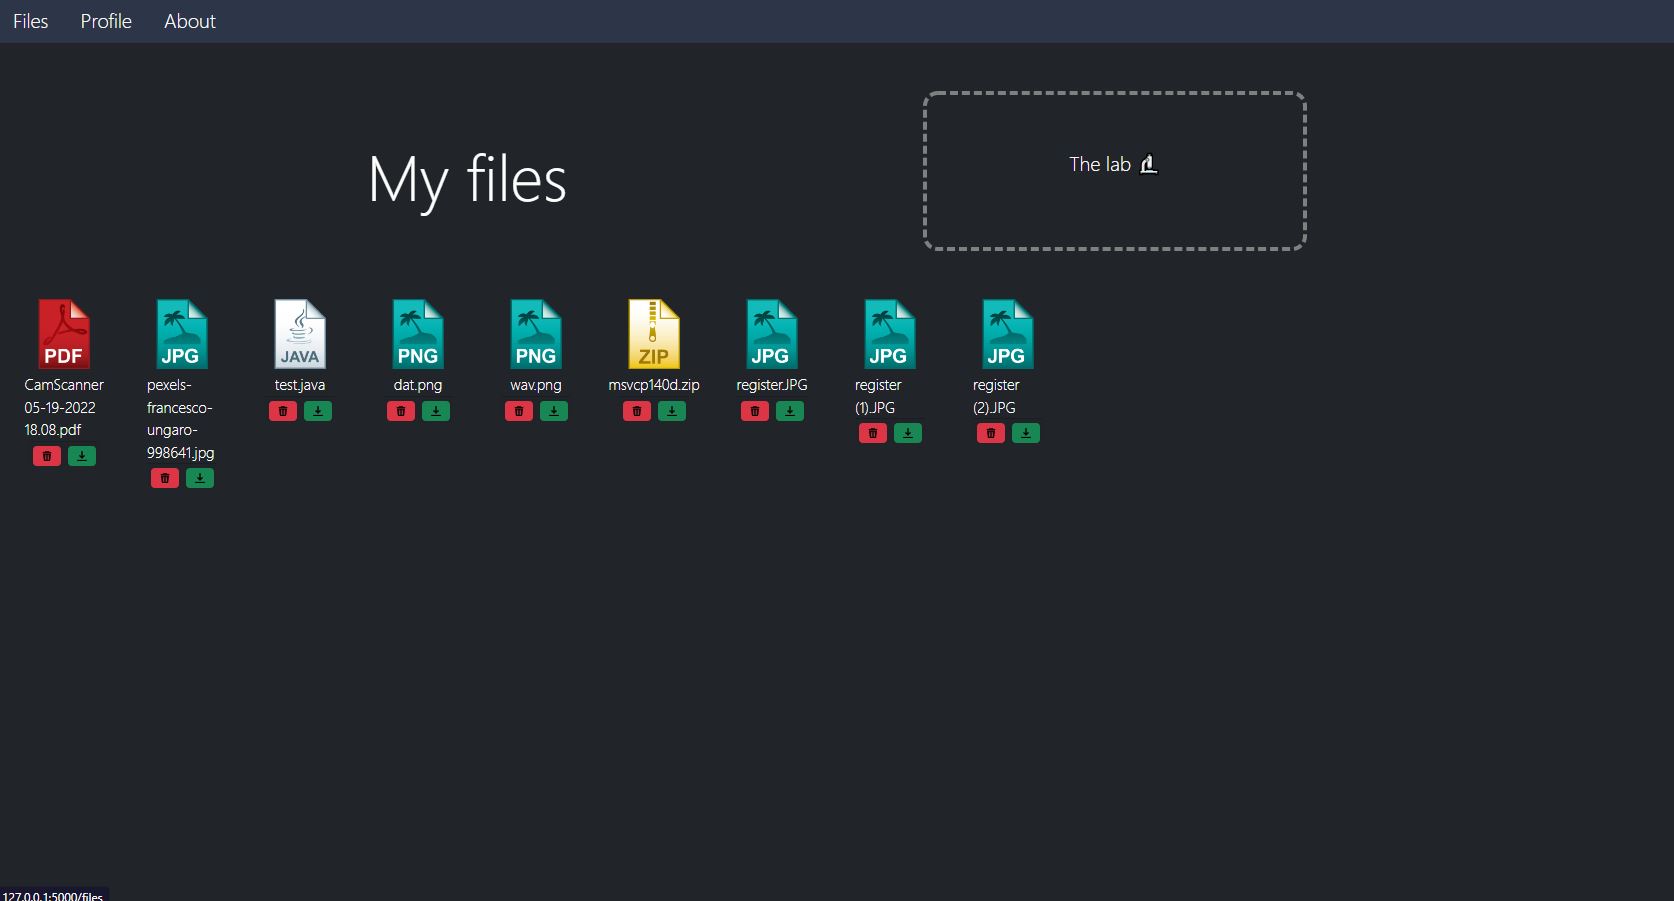 Files Profile About
My files
The lab
PDF JPG JAVA PNG PNG ZIP JPG JPG JPG
CamScanner
05-19-2022
18.08.pdf
pexels-
francesco-
ungaro-
998641.jpg
test.java
dat.png
wav.png
msvcp140d.zip
register.JPG
register
(1).JPG
register
(2).JPG
127.0.0.1:5000/files